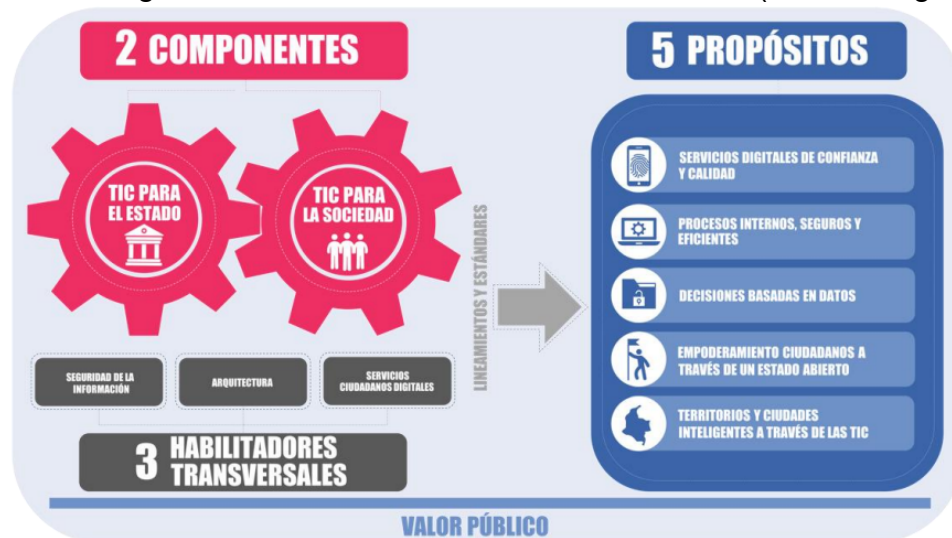 2 COMPONENTES
TIC PARA
EL ESTADO
TIC PARA
LA SOCIEDAD
SEGURIDAD DE LA
INFORMACIÓN
ARQUITECTURA
SERVICIOS
CIUDADANOS DIGITALES
3 HABILITADORES
TRANSVERSALES
LINEAMIENTOS Y ESTÁNDARES
5 PROPÓSITOS
SERVICIOS DIGITALES DE CONFIANZA
Y CALIDAD
PROCESOS INTERNOS, SEGUROS Y
EFICIENTES
DECISIONES BASADAS EN DATOS
EMPODERAMIENTO CIUDADANOS A
TRAVÉS DE UN ESTADO ABIERTO
TERRITORIOS Y CIUDADES
INTELIGENTES A TRAVÉS DE LAS TIC
VALOR PÚBLICO